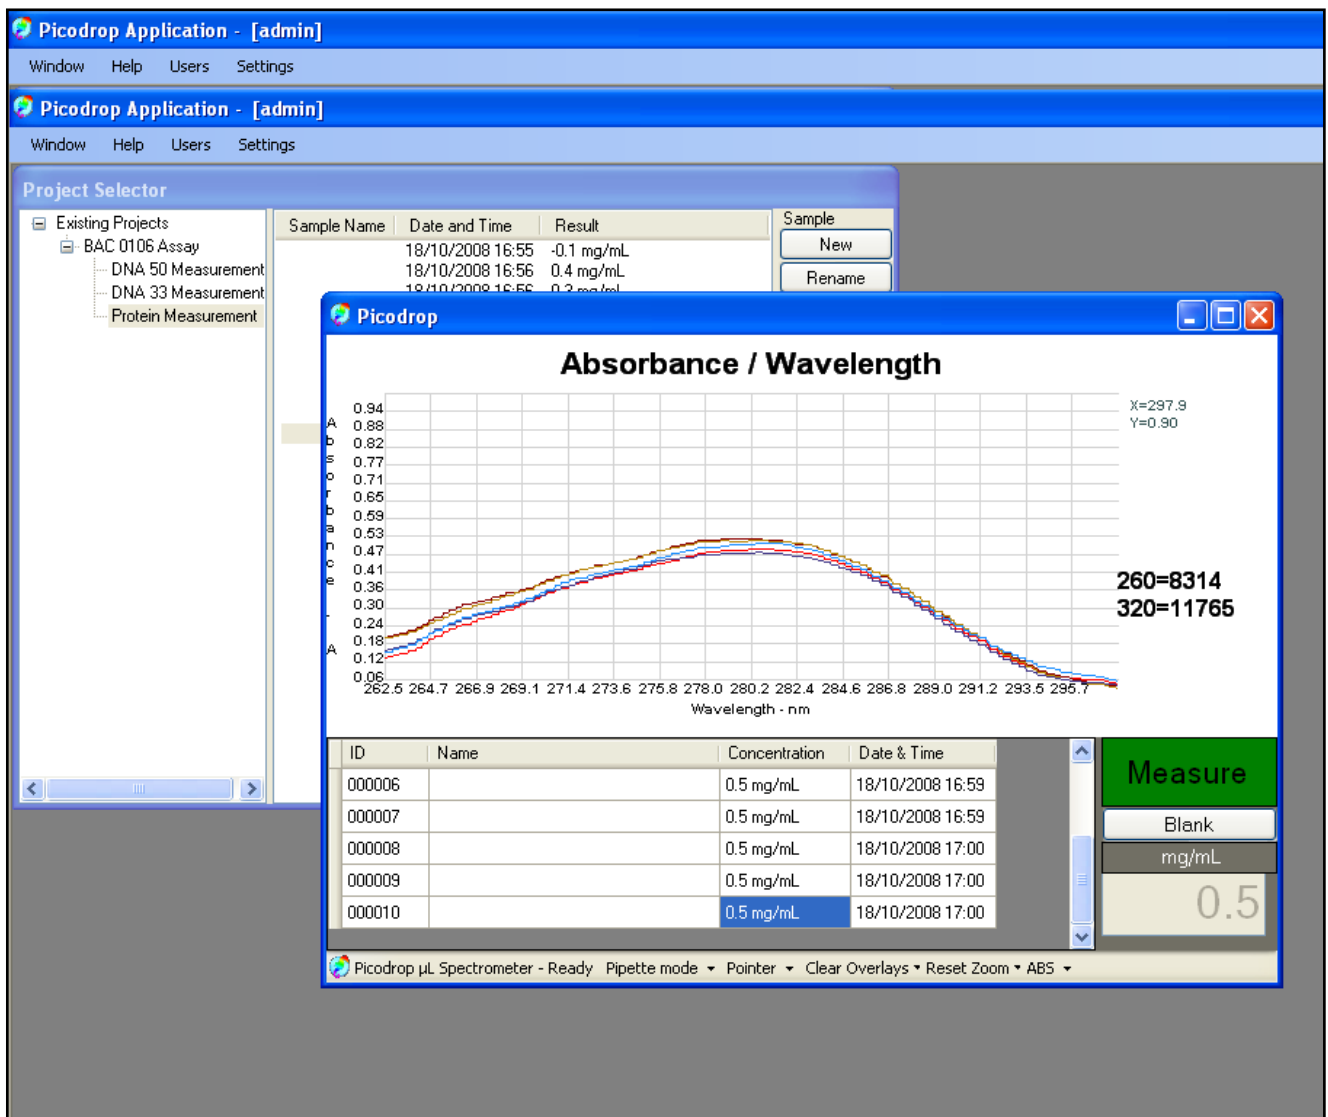 Picodrop Application - [admin]
Window Help Users Settings
Picodrop Application - [admin]
Window Help Users Settings
Project Selector
Existing Projects
BAC 0106 Assay
DNA 50 Measurement
DNA 33 Measurement
Protein Measurement
Sample Name Date and Time Result
18/10/2008 16:55 -0.1 mg/mL
18/10/2008 16:56 0.4 mg/mL
18/10/2008 16:56 0.3 mg/mL
Sample
New
Rename
Picodrop
Absorbance / Wavelength
Absorbance - A
0.94
0.88
0.82
0.77
0.71
0.65
0.59
0.53
0.47
0.41
0.36
0.30
0.24
0.18
0.12
0.06
262.5 264.7 266.9 269.1 271.4 273.6 275.8 278.0 280.2 282.4 284.6 286.8 289.0 291.2 293.5 295.7
Wavelength - nm
X=297.9
Y=0.90
260=8314
320=11765
ID Name Concentration Date & Time
000006 0.5 mg/mL 18/10/2008 16:59
000007 0.5 mg/mL 18/10/2008 16:59
000008 0.5 mg/mL 18/10/2008 17:00
000009 0.5 mg/mL 18/10/2008 17:00
000010 0.5 mg/mL 18/10/2008 17:00
Measure
Blank
mg/mL
0.5
Picodrop µL Spectrometer - Ready Pipette mode Pointer Clear Overlays Reset Zoom ABS